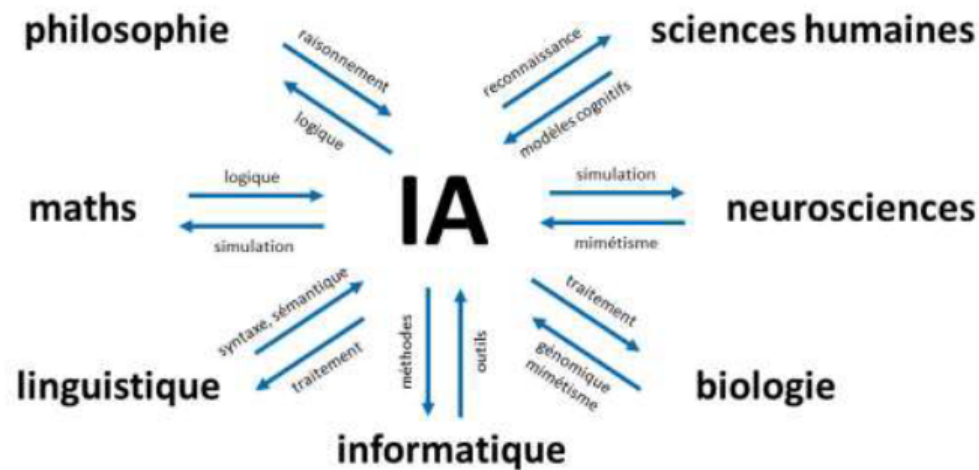 philosophie
sciences humaines
raisonnement
logique
reconnaissance
modèles cognitifs
maths
logique
simulation
IA
simulation
mimétisme
neurosciences
syntaxe, sémantique
traitement
linguistique
méthodes
outils
informatique
traitement
génomique
mimétisme
biologie